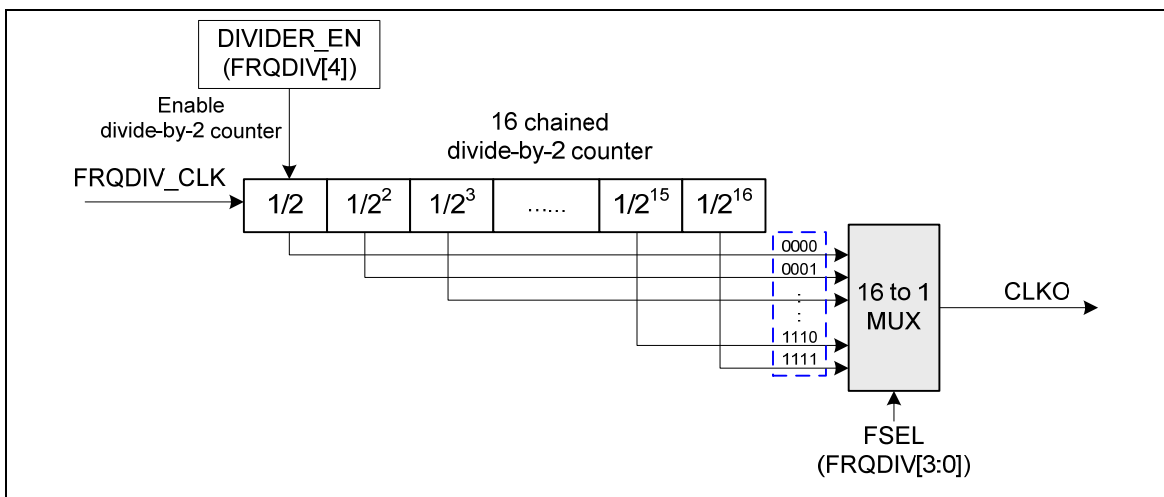 DIVIDER_EN
(FRQDIV[4])
Enable
divide-by-2 counter
16 chained
divide-by-2 counter
FRQDIV_CLK
1/2
1/2²
1/2³
......
1/2¹⁵
1/2¹⁶
0000
0001
:
:
1110
1111
16 to 1
MUX
CLKO
FSEL
(FRQDIV[3:0])